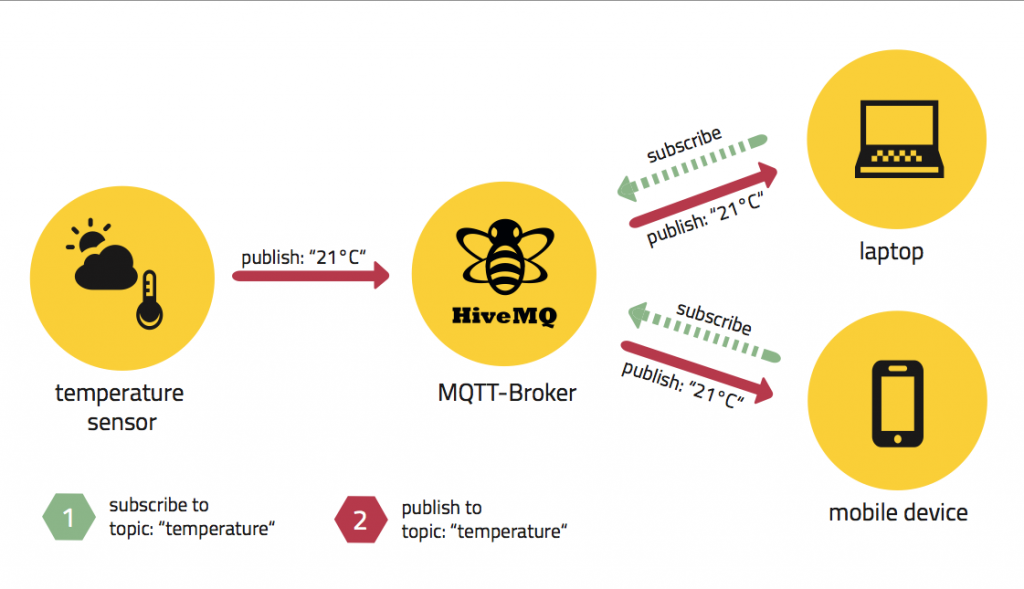 subscribe
publish: “21°C“
laptop
publish: “21°C“
HiveMQ
subscribe
publish: “21°C“
temperature
sensor
MQTT-Broker
mobile device
1
subscribe to
topic: “temperature“
2
publish to
topic: “temperature“